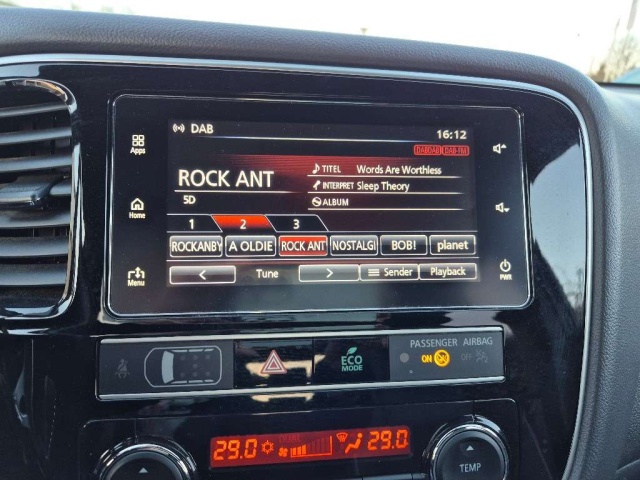 DAB
16:12
DAB-FM
Apps
ROCK ANT
TITEL Words Are Worthless
INTERPRET Sleep Theory
ALBUM
5D
Home
1 2 3
ROCKANBY A OLDIE ROCK ANT NOSTALGI BOB! planet
Menu
< Tune > Sender Playback
PWR
ECO
MODE
PASSENGER AIRBAG
ON OFF
29.0 29.0
TEMP